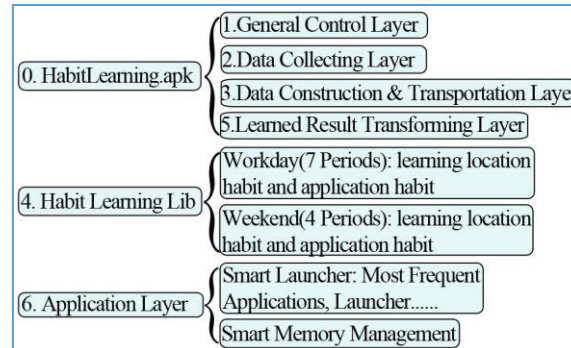 0. HabitLearning.apk
1.General Control Layer
2.Data Collecting Layer
3.Data Construction & Transportation Laye
5.Learned Result Transforming Layer
4. Habit Learning Lib
Workday(7 Periods): learning location
habit and application habit
Weekend(4 Periods): learning location
habit and application habit
6. Application Layer
Smart Launcher: Most Frequent
Applications, Launcher......
Smart Memory Management